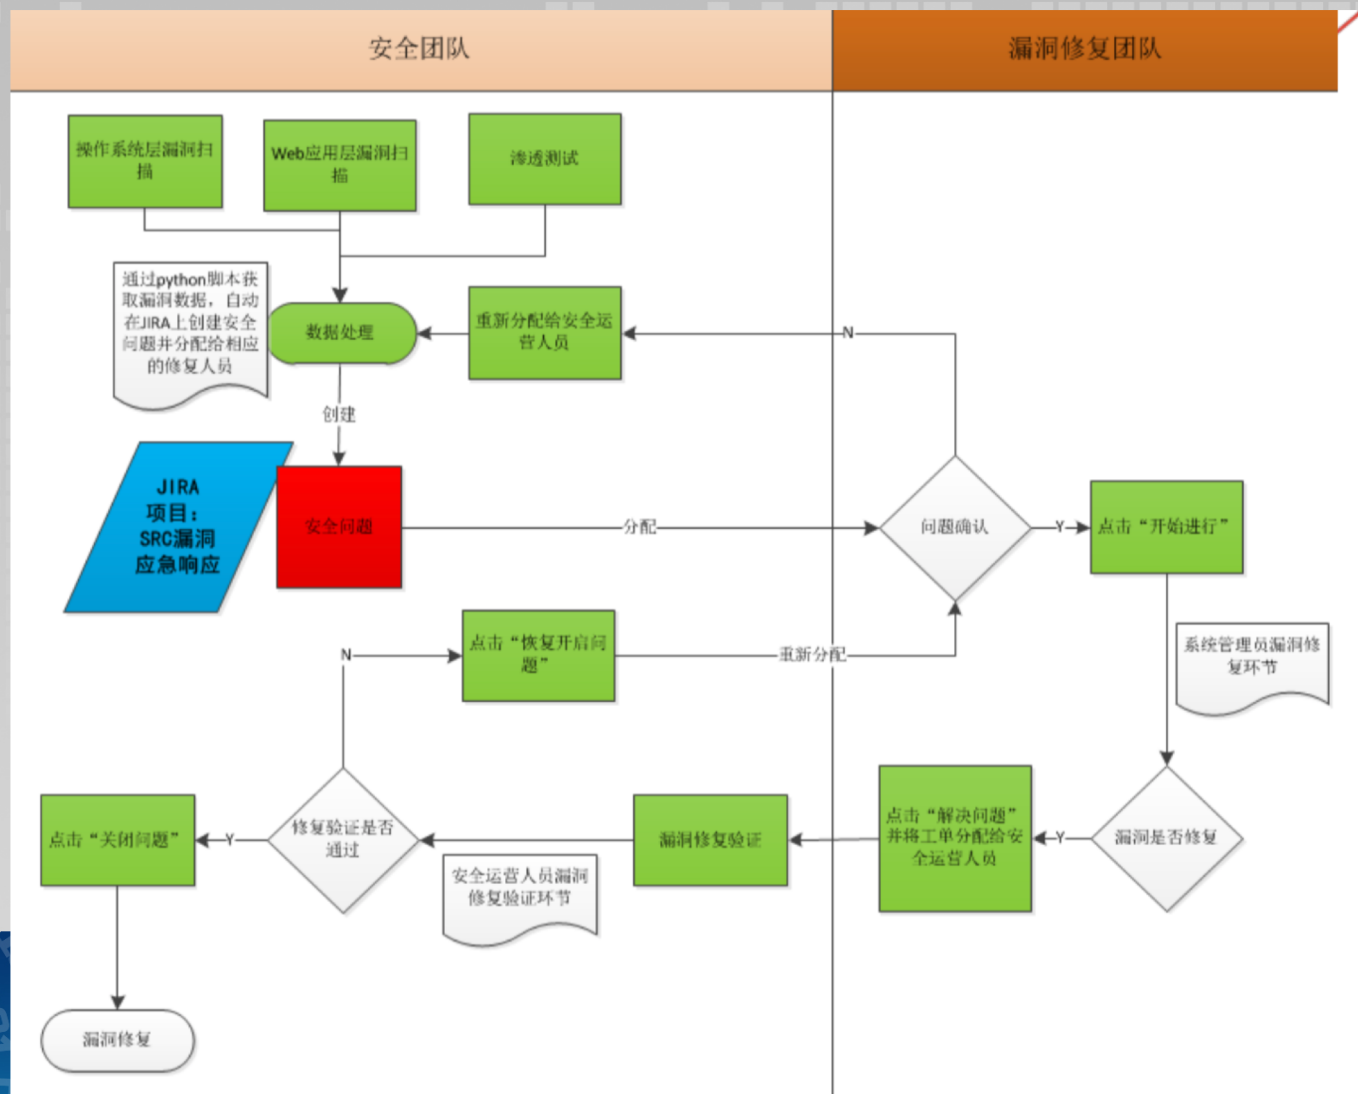 安全团队
漏洞修复团队
操作系统层漏洞扫
描
Web应用层漏洞扫
描
渗透测试
通过python脚本获
取漏洞数据，自动
在JIRA上创建安全
问题并分配给相应
的修复人员
数据处理
重新分配给安全运
营人员
N
创建
JIRA
项目：
SRC漏洞
应急响应
安全问题
分配
问题确认
Y
点击“开始进行”
N
点击“恢复开启问
题”
重新分配
系统管理员漏洞修
复环节
点击“关闭问题”
Y
修复验证是否
通过
漏洞修复验证
点击“解决问题”
并将工单分配给安
全运营人员
Y
漏洞是否修复
安全运营人员漏洞
修复验证环节
漏洞修复